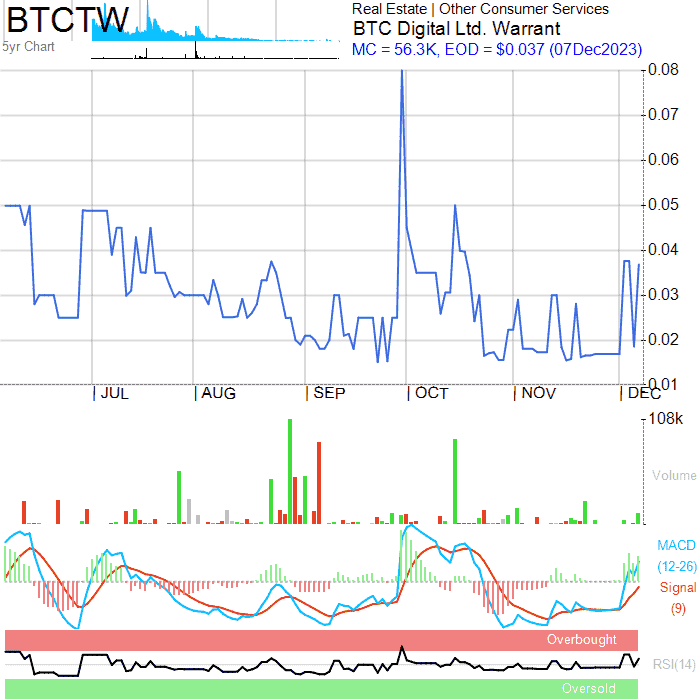 BTCTW
5yr Chart
Real Estate | Other Consumer Services
BTC Digital Ltd. Warrant
MC = 56.3K, EOD = $0.037 (07Dec2023)
0.08
0.07
0.06
0.05
0.04
0.03
0.02
0.01
JUL AUG SEP OCT NOV DEC
108k
Volume
MACD
(12-26)
Signal
(9)
Overbought
RSI(14)
Oversold